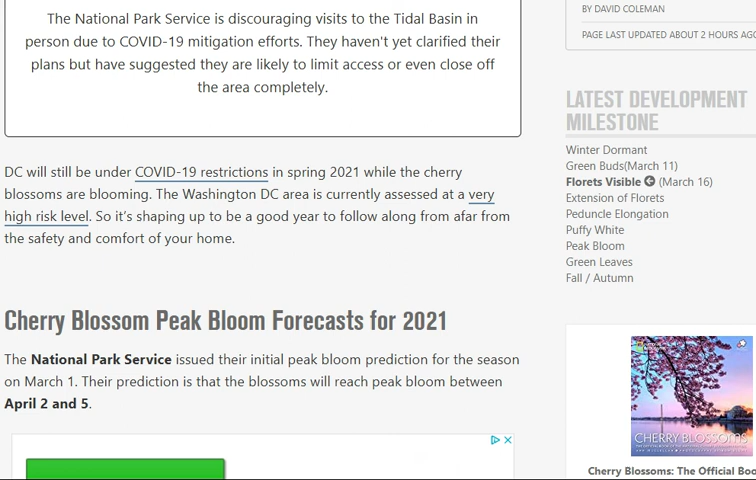 The National Park Service is discouraging visits to the Tidal Basin in
person due to COVID-19 mitigation efforts. They haven't yet clarified their
plans but have suggested they are likely to limit access or even close off
the area completely.
DC will still be under COVID-19 restrictions in spring 2021 while the cherry
blossoms are blooming. The Washington DC area is currently assessed at a very
high risk level. So it's shaping up to be a good year to follow along from afar from
the safety and comfort of your home.
Cherry Blossom Peak Bloom Forecasts for 2021
The National Park Service issued their initial peak bloom prediction for the season
on March 1. Their prediction is that the blossoms will reach peak bloom between
April 2 and 5.
BY DAVID COLEMAN
PAGE LAST UPDATED ABOUT 2 HOURS AGO
LATEST DEVELOPMENT
MILESTONE
Winter Dormant
Green Buds(March 11)
Florets Visible (March 16)
Extension of Florets
Peduncle Elongation
Puffy White
Peak Bloom
Green Leaves
Fall / Autumn
CHERRY BLOSSOMS
Cherry Blossoms: The Official Boo